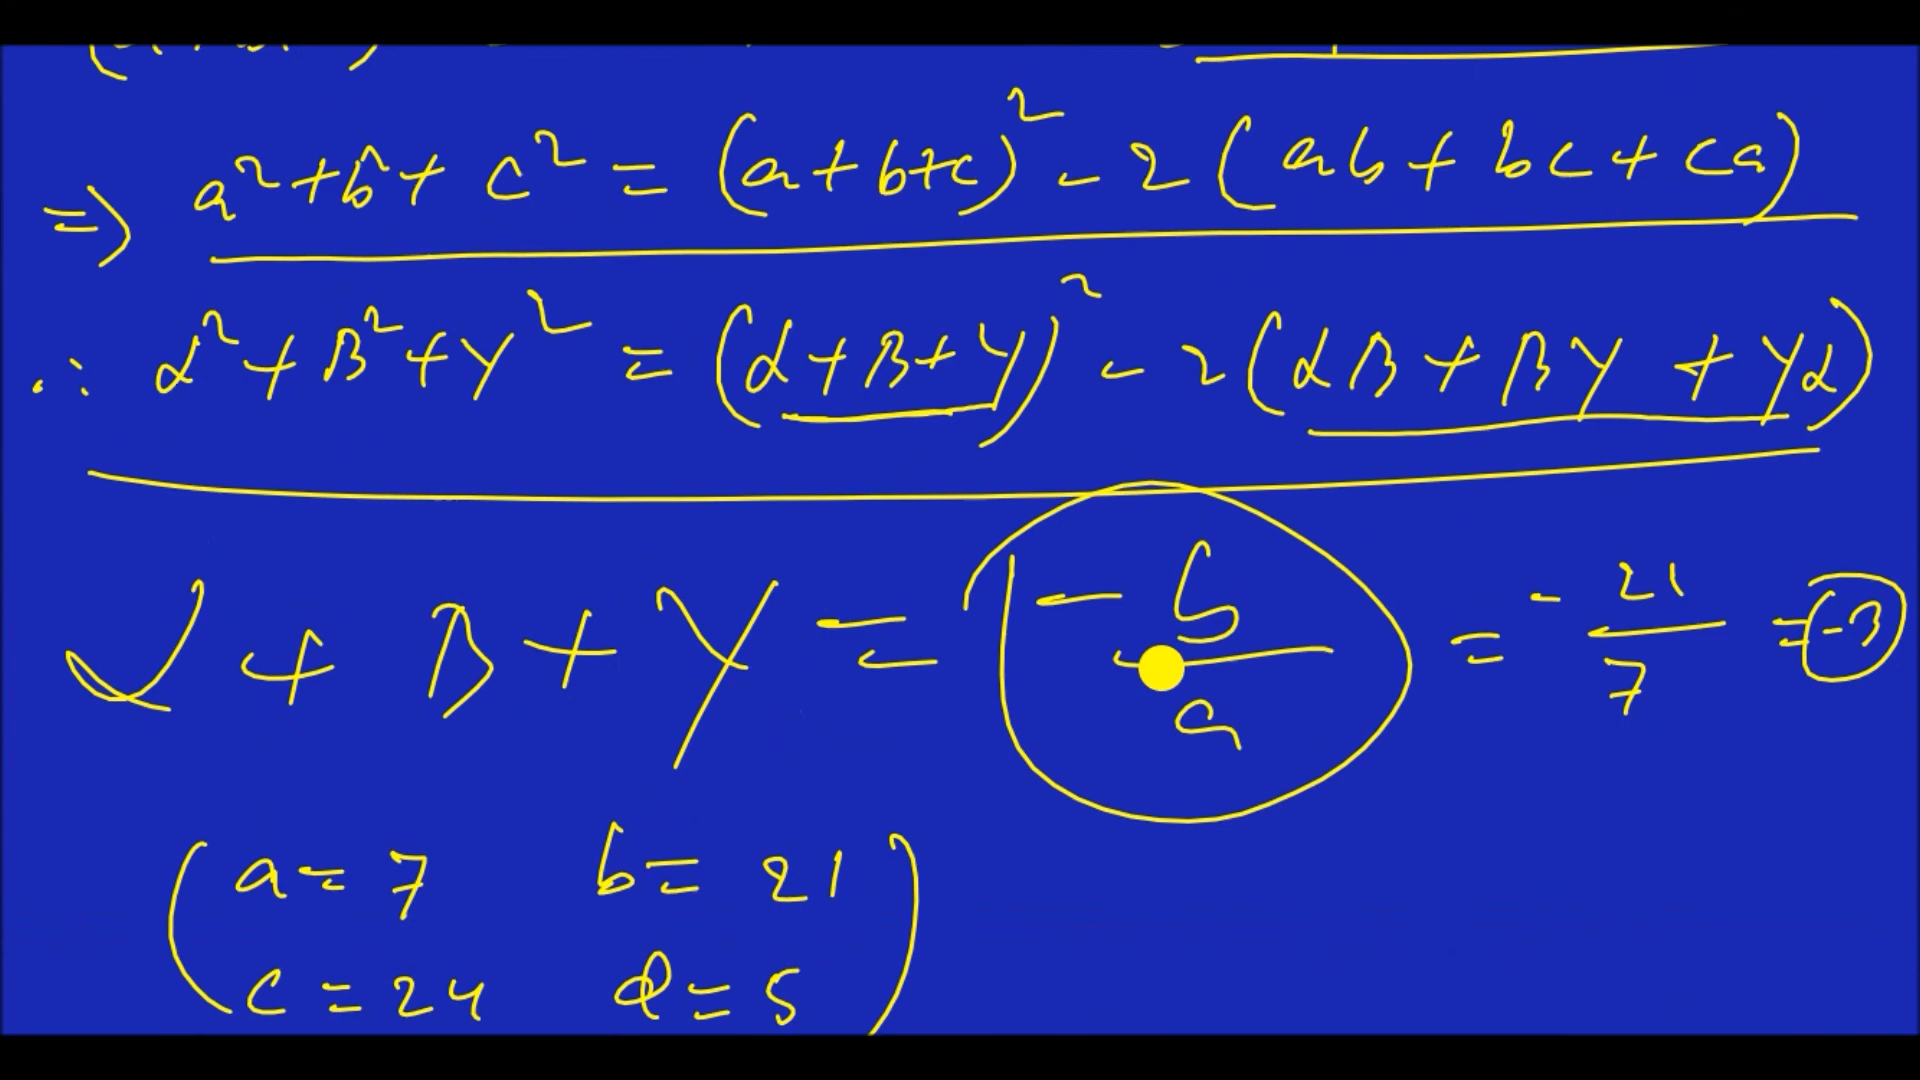 ⇒ a²+b²+c² = (a+b+c)² - 2(ab+bc+ca)
∴ α²+β²+γ² = (α+β+γ)² - 2(αβ+βγ+γα)
α+β+γ = -b/a = -21/7 = -3
(a=7 b=21
c=24 d=5)